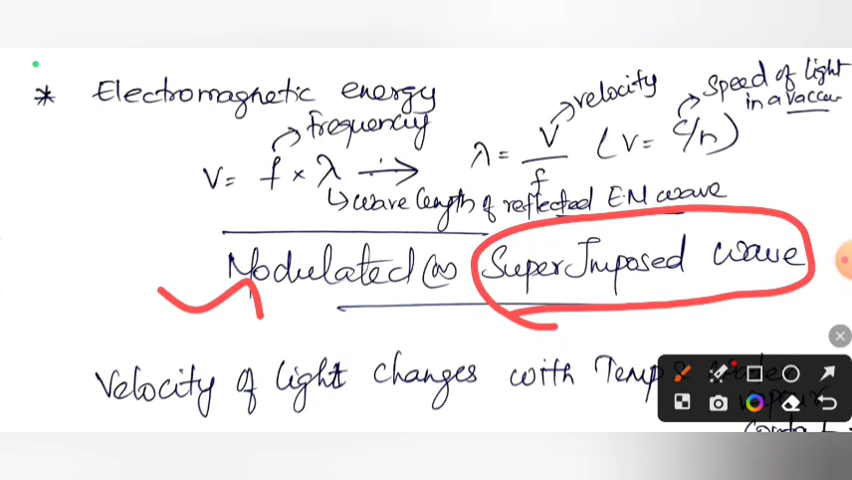 * Electromagnetic energy
frequency
velocity
Speed of light
in a vaccu
V = f × λ
λ = V/f (V = c/n)
wave length of reflected EM wave
Modulated (or) SuperImposed wave
Velocity of light changes with Temp &